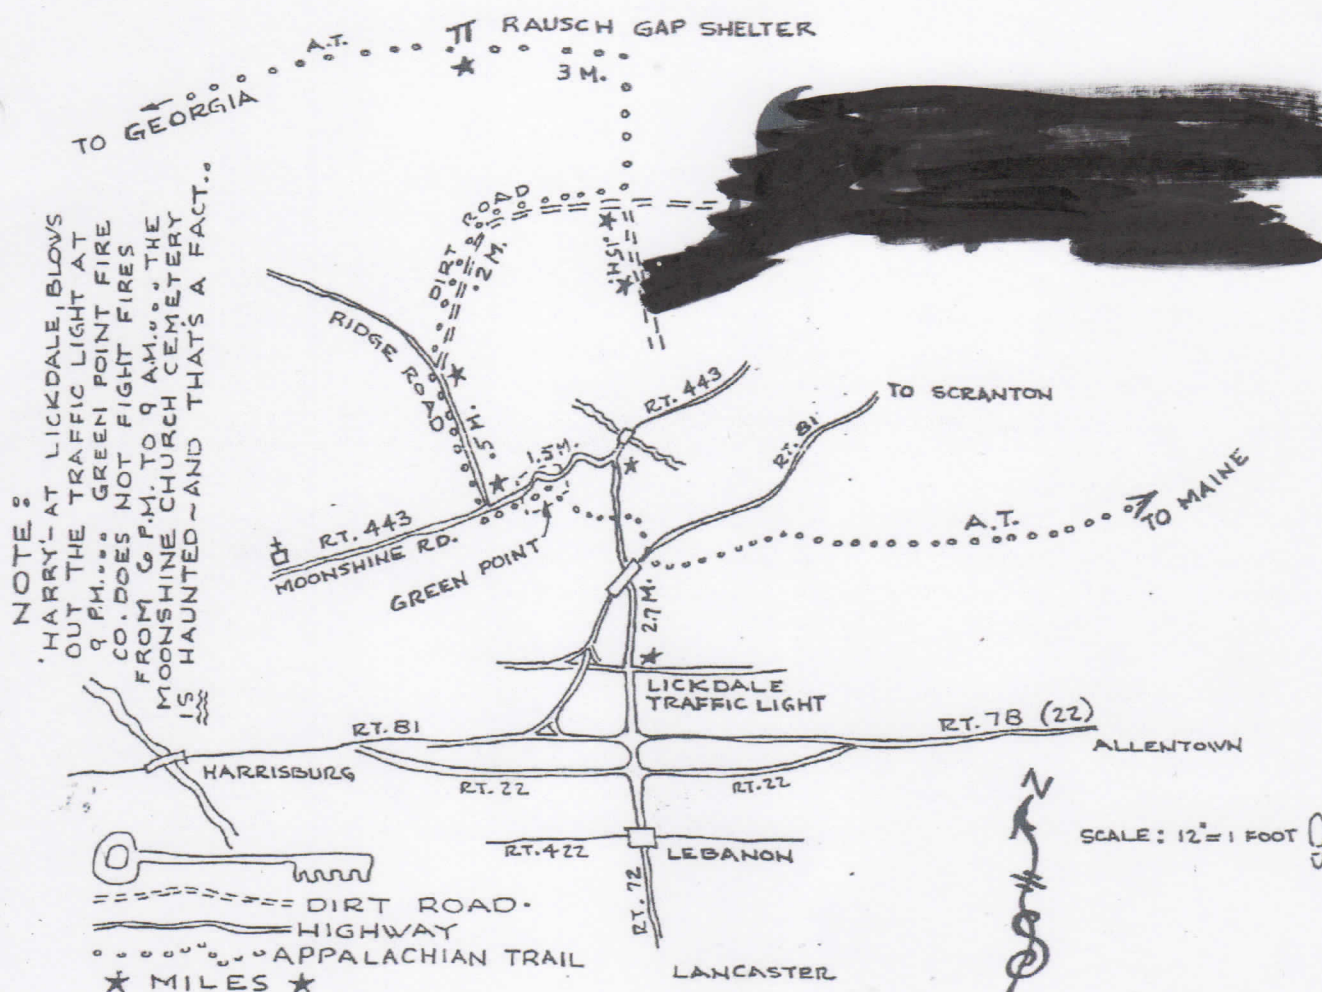 RAUSCH GAP SHELTER
A.T.
3 M.
TO GEORGIA
DIRT ROAD
.2 M.
.15M.
RIDGE ROAD
.5 M.
1.5 M.
RT. 443
TO SCRANTON
RT. 81
TO MAINE
A.T.
RT. 443
MOONSHINE RD.
GREEN POINT
2.7 M.
LICKDALE
TRAFFIC LIGHT
RT. 81
RT. 78 (22)
ALLENTOWN
HARRISBURG
RT. 22
RT. 22
N
SCALE: 12"=1 FOOT
RT. 422
LEBANON
RT. 72
LANCASTER
DIRT ROAD.
HIGHWAY
APPALACHIAN TRAIL
MILES
NOTE:
'HARRY'-AT LICKDALE, BLOWS
OUT THE TRAFFIC LIGHT AT
9 P.M.... GREEN POINT FIRE
CO. DOES NOT FIGHT FIRES
FROM 6 P.M. TO 9 A.M.... THE
MOONSHINE CHURCH CEMETERY
IS HAUNTED~AND THAT'S A FACT..